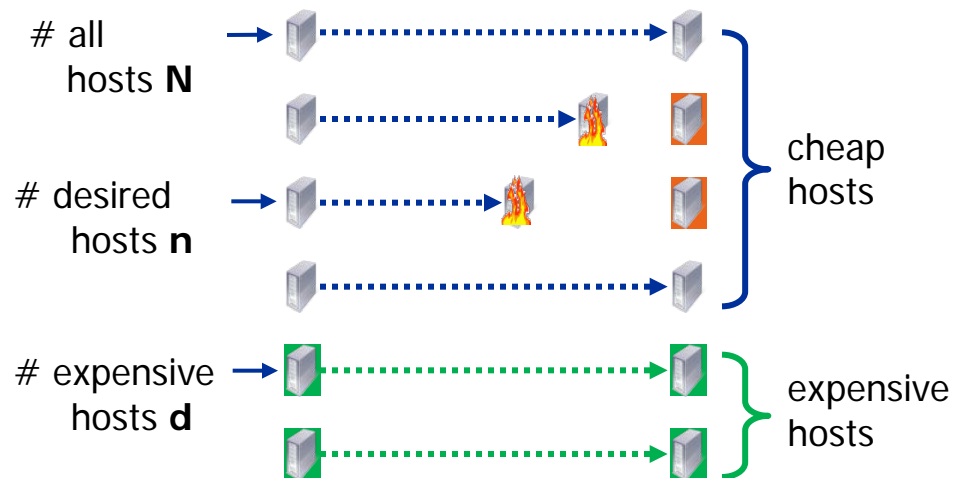 # all
hosts N
# desired
hosts n
# expensive
hosts d
cheap
hosts
expensive
hosts